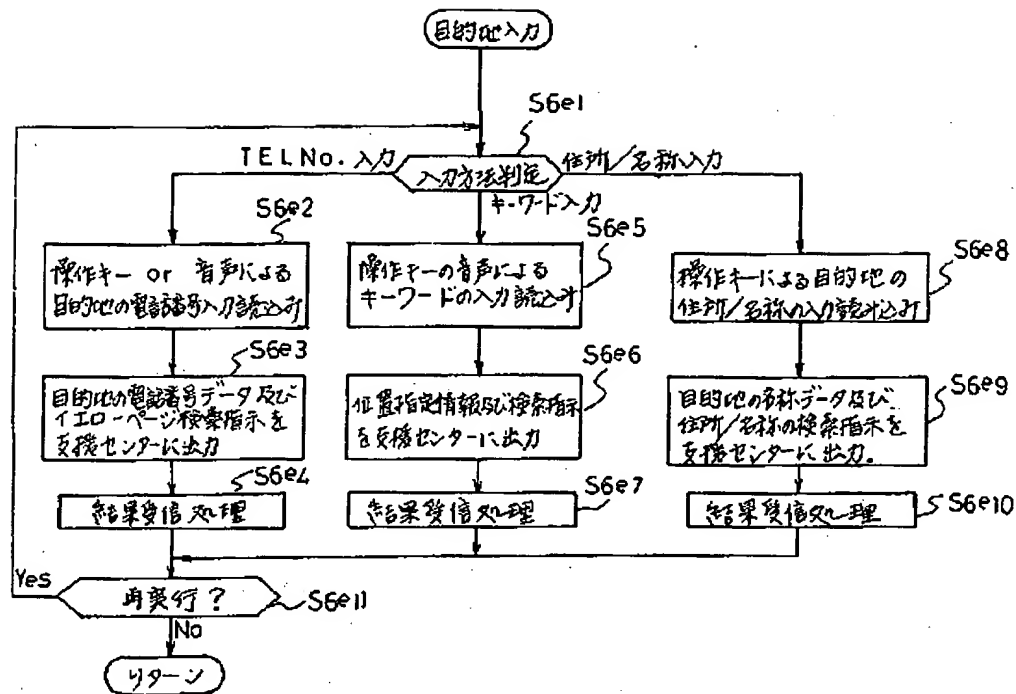 目的地入力
S6e1
TELNo. 入力
入力方法判定
住所/名称入力
キーワード入力
S6e2
操作キー or 音声による
目的地の電話番号入力読込み
S6e5
操作キーの音声による
キーワードの入力読込み
S6e8
操作キーによる目的地の
住所/名称の入力読み込み
S6e3
目的地の電話番号データ及び
イエローページ検索指示を
支援センターに出力
S6e6
位置指定情報及び検索指示
を支援センターに出力
S6e9
目的地の名称データ及び
住所/名称の検索指示を
支援センターに出力。
S6e4
結果受信処理
S6e7
結果受信処理
S6e10
結果受信処理
Yes
再実行?
S6e11
No
リターン